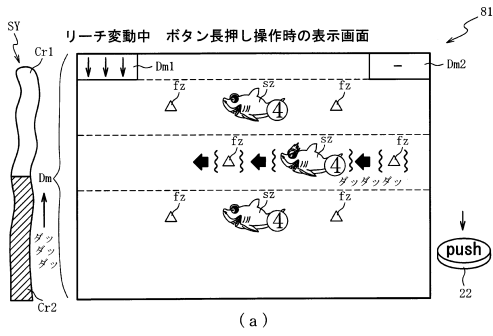 リーチ変動中　ボタン長押し操作時の表示画面
81
SY
Cr1
Dm1
Dm2
↓ ↓ ↓
－
fz
sz
④
fz
Dm
fz
sz
④
fz
ダッダッダッ
fz
sz
④
fz
ダッ
ダッ
ダッ
Cr2
push
22
(a)